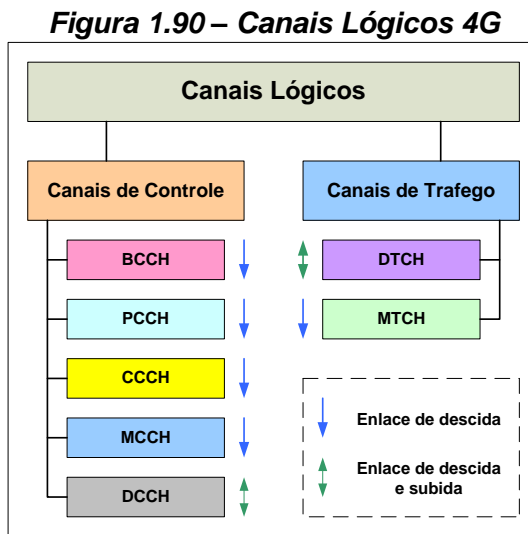 Figura 1.90 – Canais Lógicos 4G
Canais Lógicos
Canais de Controle
Canais de Trafego
BCCH
DTCH
PCCH
MTCH
CCCH
MCCH
DCCH
Enlace de descida
Enlace de descida
e subida